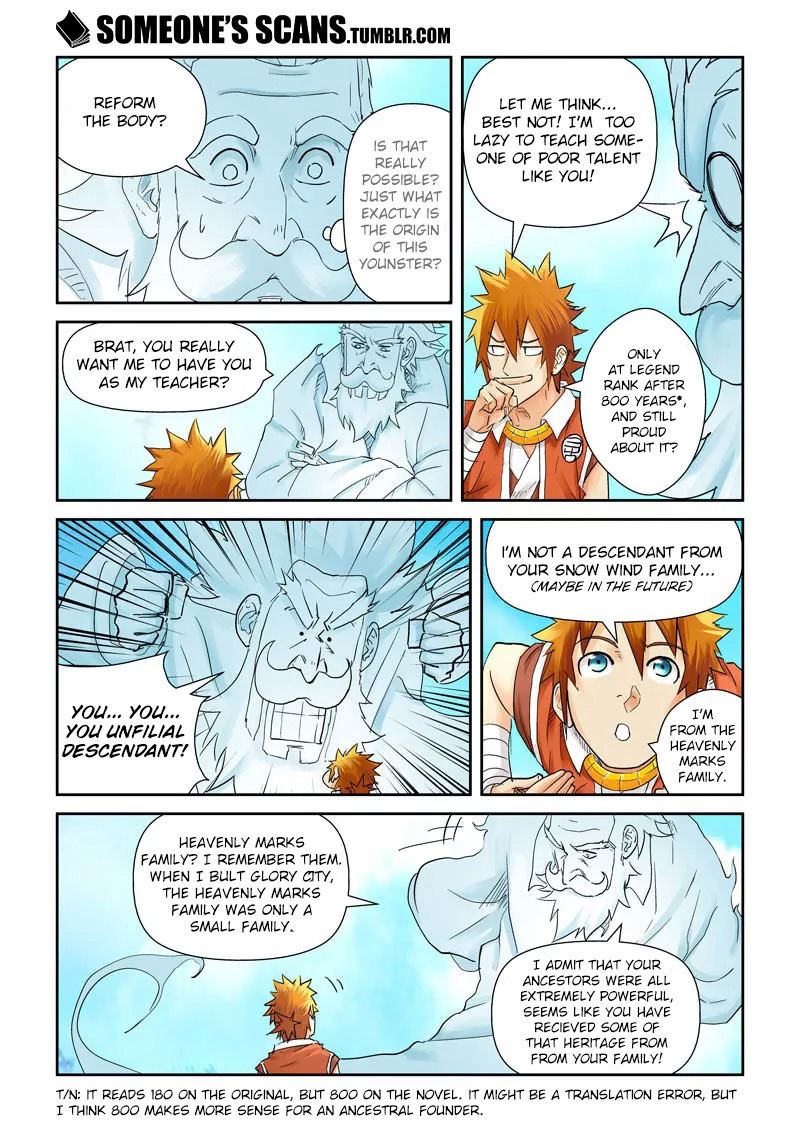 SOMEONE'S SCANS.TUMBLR.COM
REFORM
THE BODY?
IS THAT
REALLY
POSSIBLE?
JUST WHAT
EXACTLY IS
THE ORIGIN
OF THIS
YOUNSTER?
LET ME THINK...
BEST NOT! I'M TOO
LAZY TO TEACH SOME-
ONE OF POOR TALENT
LIKE YOU!
BRAT, YOU REALLY
WANT ME TO HAVE YOU
AS MY TEACHER?
ONLY
AT LEGEND
RANK AFTER
800 YEARS*,
AND STILL
PROUD
ABOUT IT?
YOU... YOU...
YOU UNFILIAL
DESCENDANT!
I'M NOT A DESCENDANT FROM
YOUR SNOW WIND FAMILY...
(MAYBE IN THE FUTURE)
I'M
FROM THE
HEAVENLY
MARKS
FAMILY.
HEAVENLY MARKS
FAMILY? I REMEMBER THEM.
WHEN I BULT GLORY CITY,
THE HEAVENLY MARKS
FAMILY WAS ONLY A
SMALL FAMILY.
I ADMIT THAT YOUR
ANCESTORS WERE ALL
EXTREMELY POWERFUL,
SEEMS LIKE YOU HAVE
RECIEVED SOME OF
THAT HERITAGE FROM
FROM YOUR FAMILY!
T/N: IT READS 180 ON THE ORIGINAL, BUT 800 ON THE NOVEL. IT MIGHT BE A TRANSLATION ERROR, BUT
I THINK 800 MAKES MORE SENSE FOR AN ANCESTRAL FOUNDER.